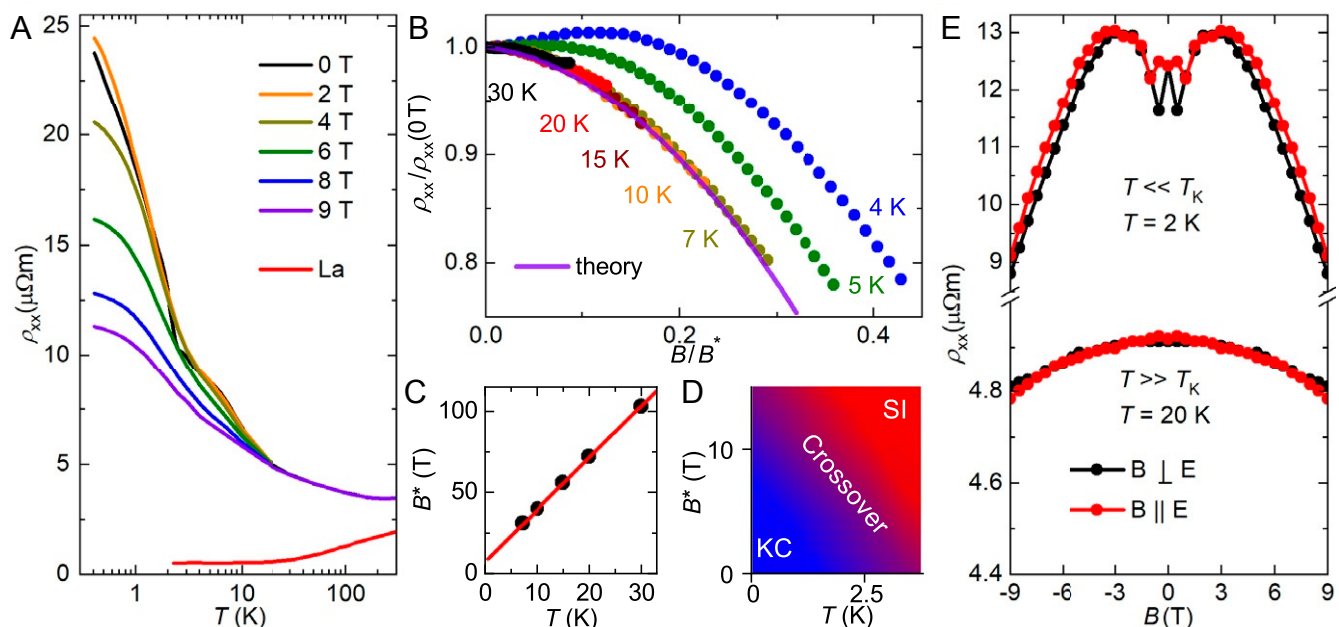 A
25
20
15
10
5
0
ρxx(μΩm)
1
10
100
T (K)
0 T
2 T
4 T
6 T
8 T
9 T
La
B
1.0
0.9
0.8
ρxx/ρxx(0T)
30 K
20 K
15 K
10 K
7 K
5 K
4 K
theory
0.0
0.2
0.4
B/B*
C
100
50
0
B* (T)
0
10
20
30
T (K)
D
10
0
B* (T)
SI
Crossover
KC
2.5
T (K)
E
13
12
11
10
9
4.8
4.6
4.4
ρxx(μΩm)
T << TK
T = 2 K
T >> TK
T = 20 K
B ⊥ E
B || E
-9
-6
-3
0
3
6
9
B (T)